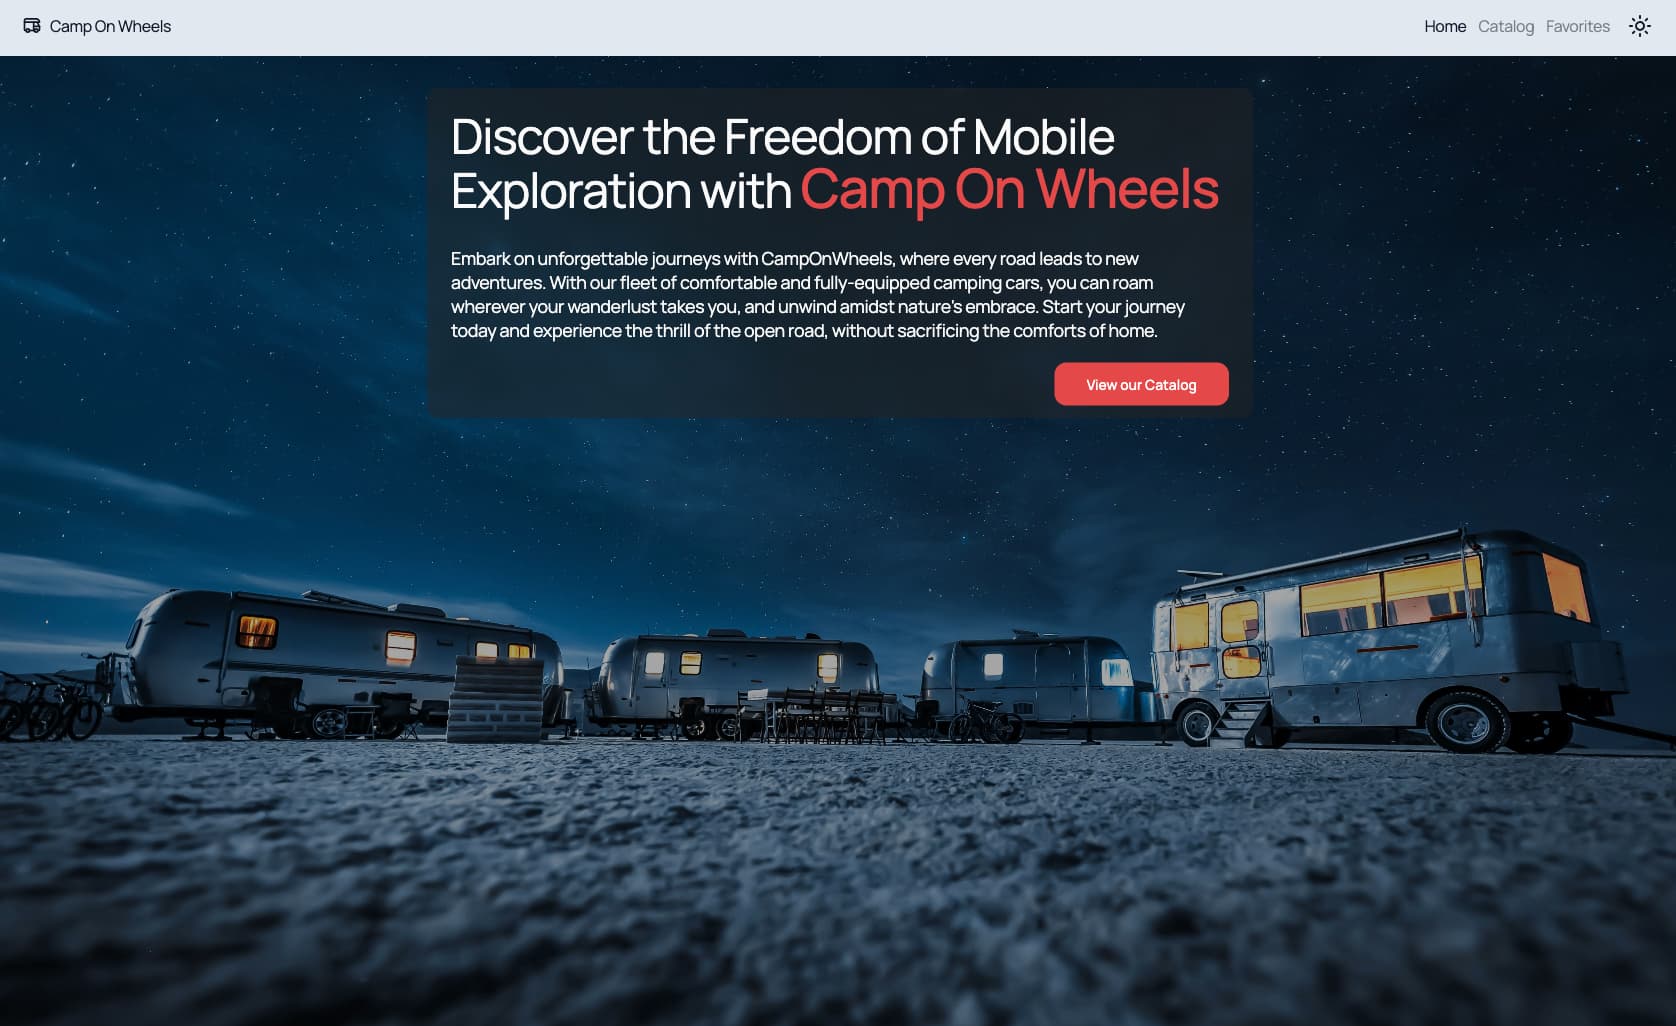 Camp On Wheels
Home Catalog Favorites
Discover the Freedom of Mobile
Exploration with Camp On Wheels
Embark on unforgettable journeys with CampOnWheels, where every road leads to new
adventures. With our fleet of comfortable and fully-equipped camping cars, you can roam
wherever your wanderlust takes you, and unwind amidst nature's embrace. Start your journey
today and experience the thrill of the open road, without sacrificing the comforts of home.
View our Catalog